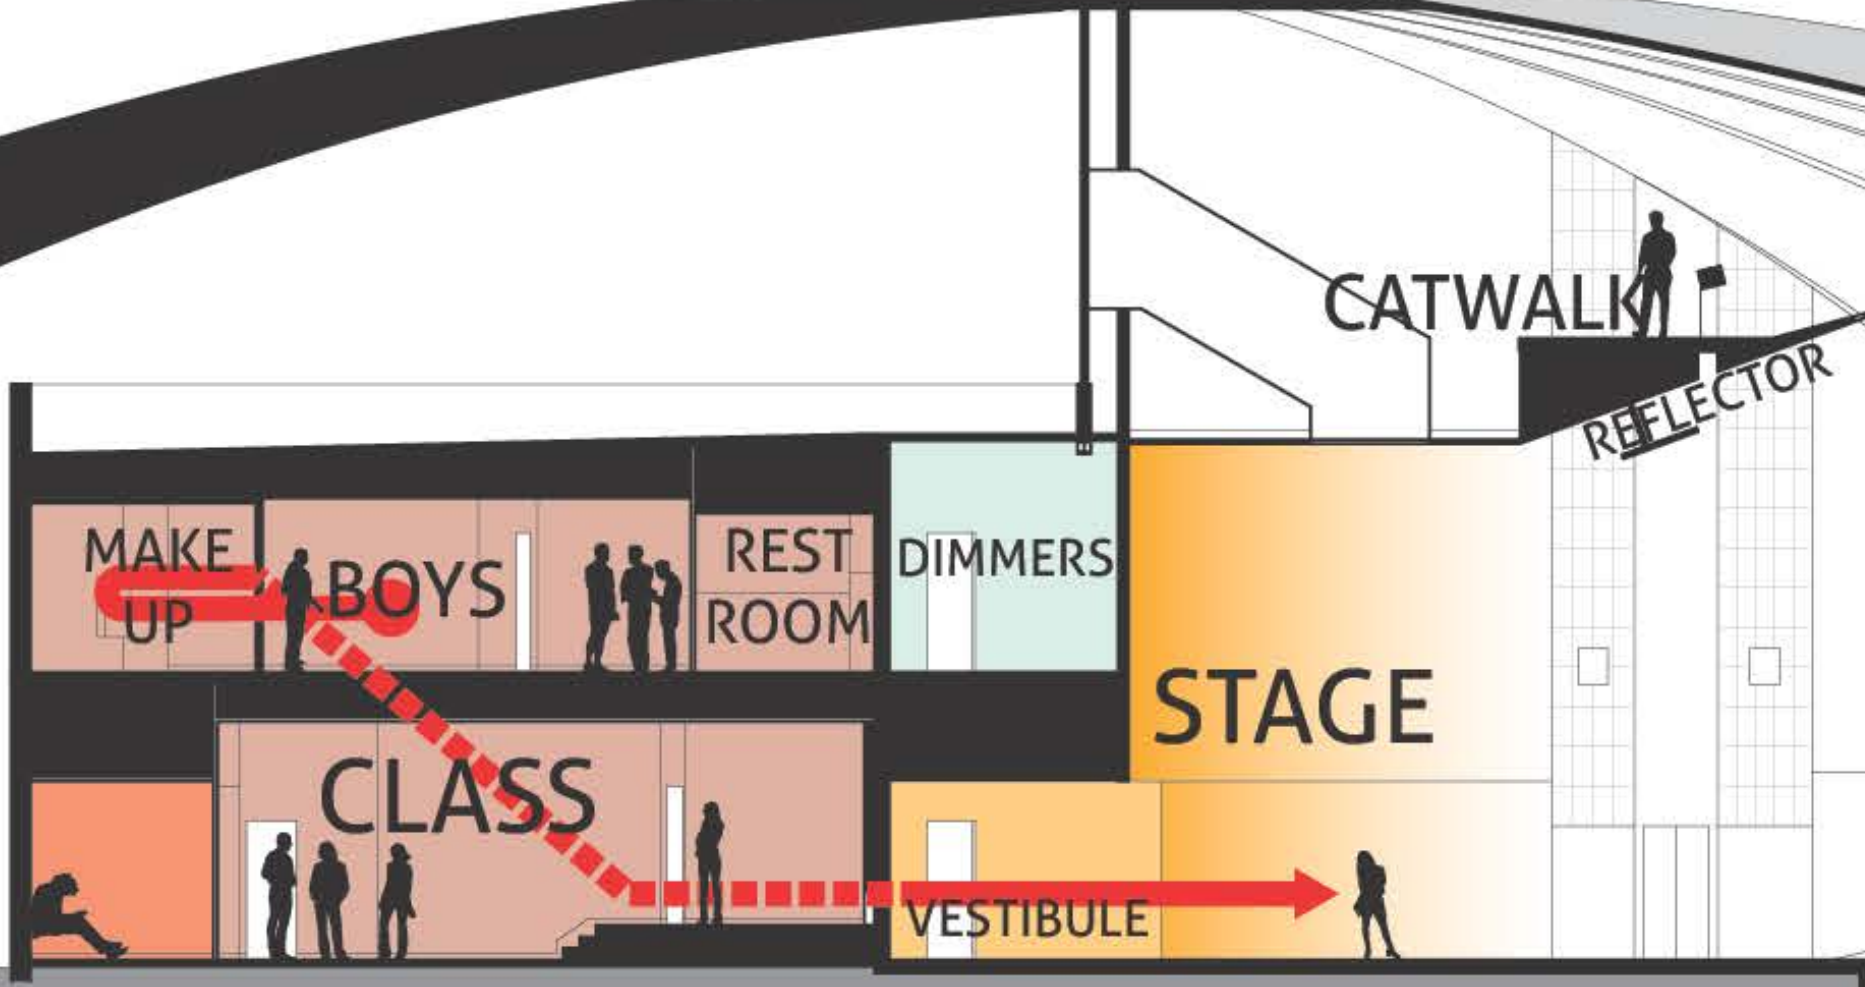 CATWALK
REFLECTOR
MAKE
UP
BOYS
REST
ROOM
DIMMERS
STAGE
CLASS
VESTIBULE